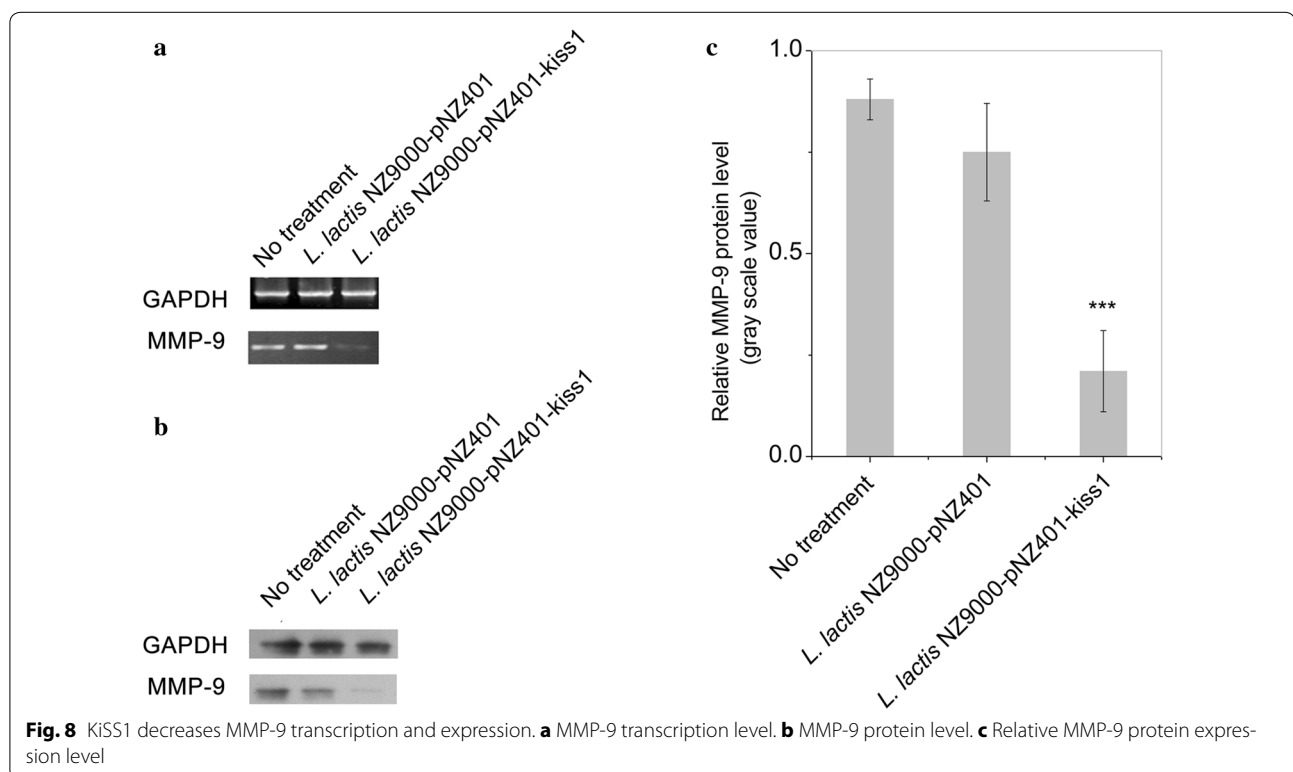 a
No treatment
L. lactis NZ9000-pNZ401
L. lactis NZ9000-pNZ401-kiss1
GAPDH
MMP-9
b
No treatment
L. lactis NZ9000-pNZ401
L. lactis NZ9000-pNZ401-kiss1
GAPDH
MMP-9
c
Relative MMP-9 protein level
(gray scale value)
1.0
0.5
0.0
***
No treatment
L. lactis NZ9000-pNZ401
L. lactis NZ9000-pNZ401-kiss1
Fig. 8 KiSS1 decreases MMP-9 transcription and expression. a MMP-9 transcription level. b MMP-9 protein level. c Relative MMP-9 protein expres-
sion level